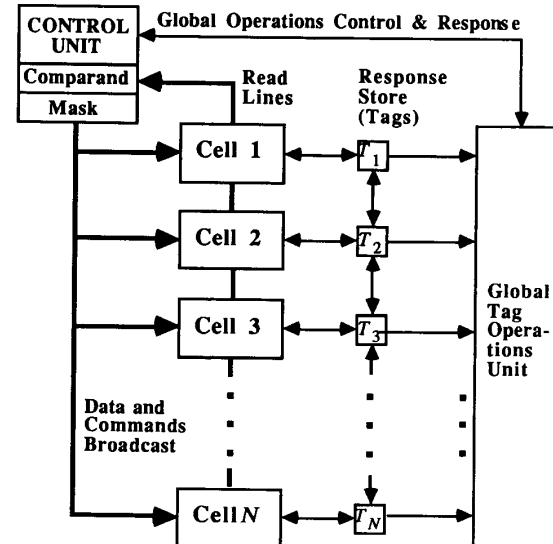 CONTROL
UNIT
Comparand
Mask
Global Operations Control & Response
Read
Lines
Response
Store
(Tags)
Cell 1
T1
Cell 2
T2
Cell 3
T3
Global
Tag
Opera-
tions
Unit
Data and
Commands
Broadcast
Cell N
TN